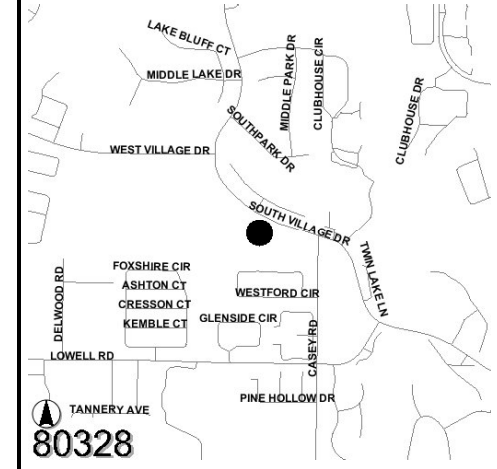 LAKE BLUFF CT
MIDDLE LAKE DR
MIDDLE PARK DR
CLUBHOUSE CIR
CLUBHOUSE DR
SOUTHPARK DR
WEST VILLAGE DR
SOUTH VILLAGE DR
TWIN LAKE LN
FOXSHIRE CIR
ASHTON CT
CRESSON CT
KEMBLE CT
DELWOOD RD
WESTFORD CIR
GLENSIDE CIR
CASEY RD
LOWELL RD
PINE HOLLOW DR
TANNERY AVE
80328